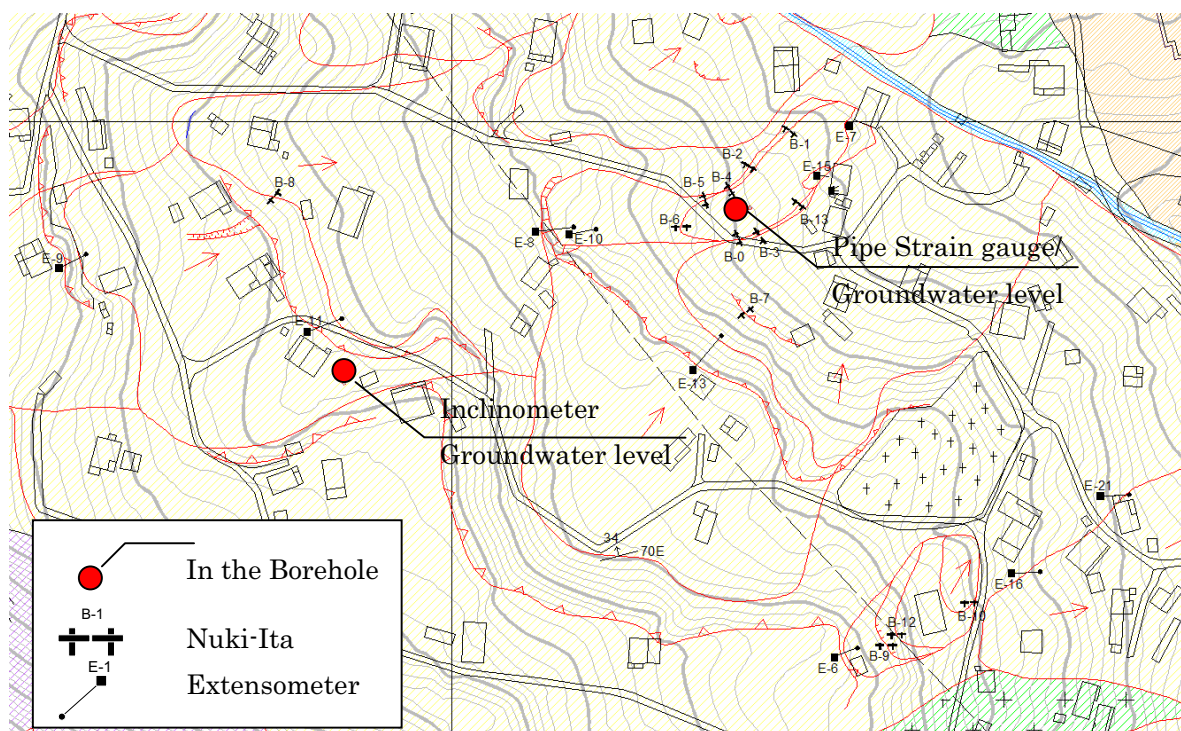 B-1
E-7
B-2
E-15
B-4
B-5
B-8
B-13
B-6
E-8
E-10
B-0
B-3
Pipe Strain gauge/
Groundwater level
E-9
B-7
E-11
E-13
Inclinometer
Groundwater level
E-21
34
70E
E-16
B-10
B-12
B-9
E-6
In the Borehole
B-1
Nuki-Ita
E-1
Extensometer